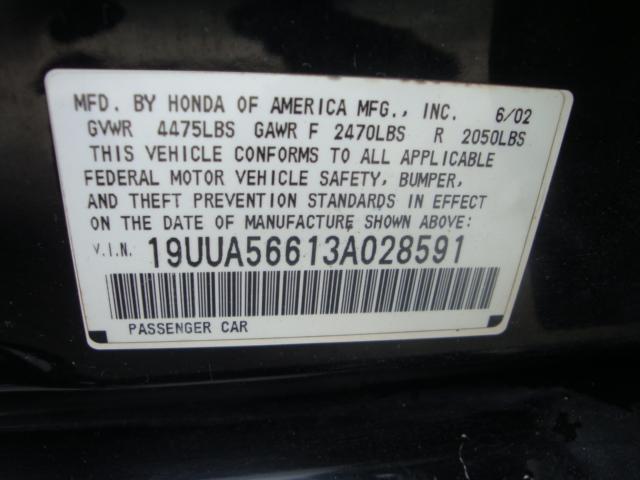 MFD. BY HONDA OF AMERICA MFG., INC. 6/02
GVWR 4475LBS GAWR F 2470LBS R 2050LBS
THIS VEHICLE CONFORMS TO ALL APPLICABLE
FEDERAL MOTOR VEHICLE SAFETY, BUMPER,
AND THEFT PREVENTION STANDARDS IN EFFECT
ON THE DATE OF MANUFACTURE SHOWN ABOVE:
V.I.N. 19UUA56613A028591
PASSENGER CAR